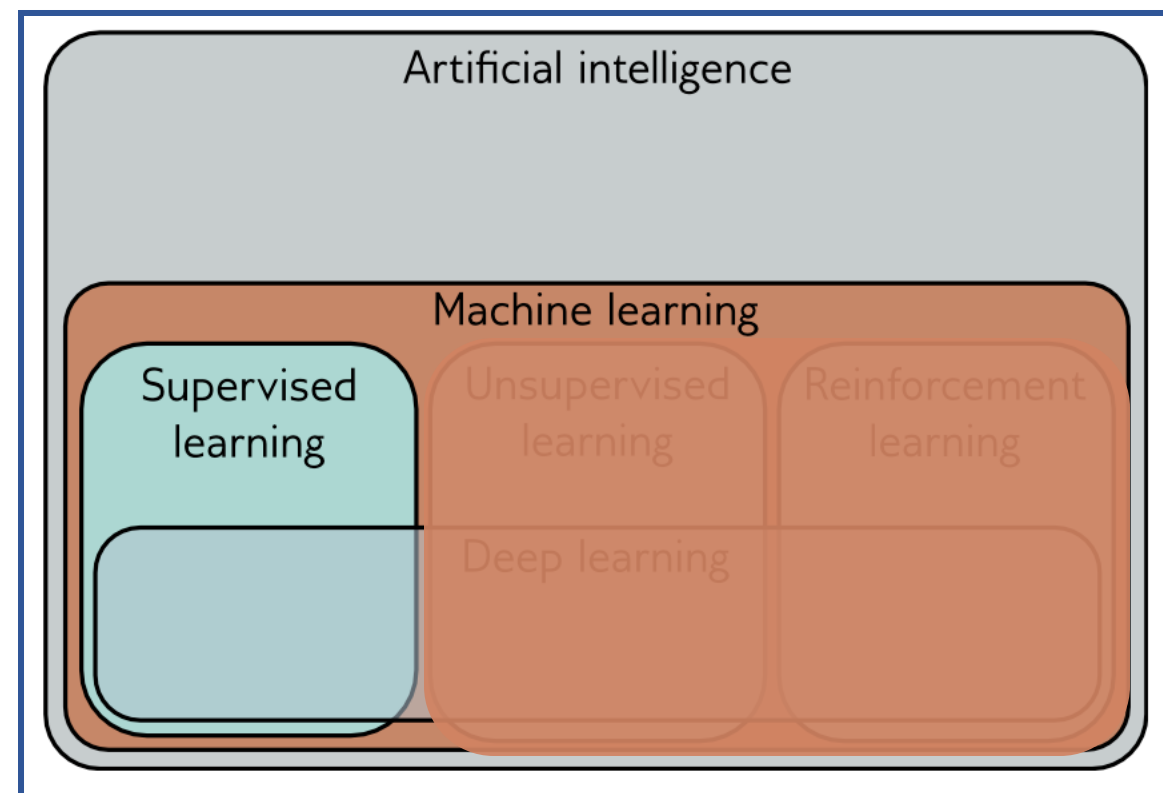 Artificial intelligence
Machine learning
Supervised
learning
Unsupervised
learning
Reinforcement
learning
Deep learning